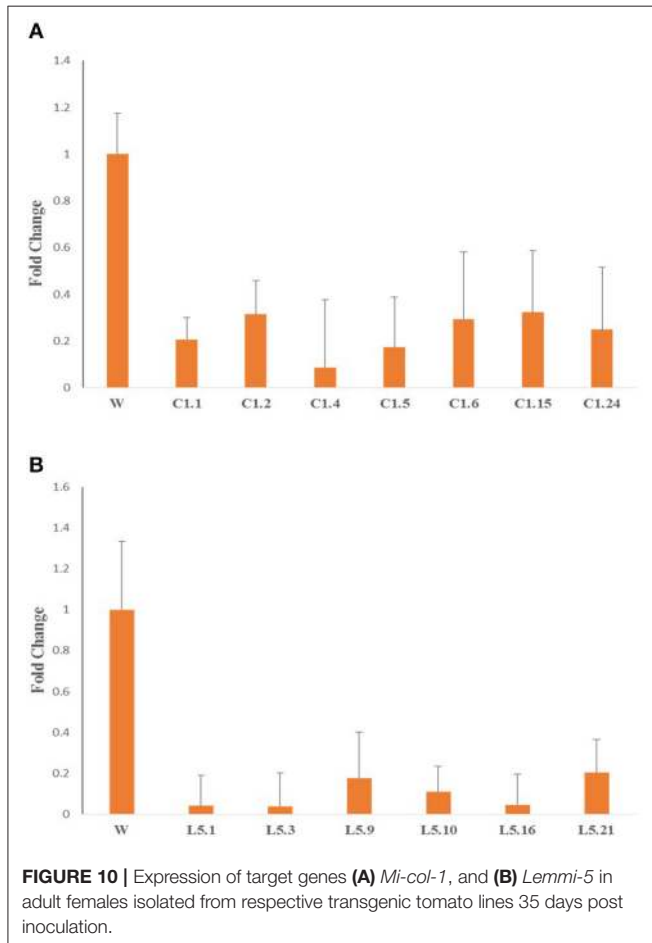 A
1.4
1.2
1
0.8
0.6
0.4
0.2
0
Fold Change
W C1.1 C1.2 C1.4 C1.5 C1.6 C1.15 C1.24
B
1.6
1.4
1.2
1
0.8
0.6
0.4
0.2
0
Fold Change
W L5.1 L5.3 L5.9 L5.10 L5.16 L5.21
FIGURE 10 | Expression of target genes (A) Mi-col-1, and (B) Lemmi-5 in
adult females isolated from respective transgenic tomato lines 35 days post
inoculation.